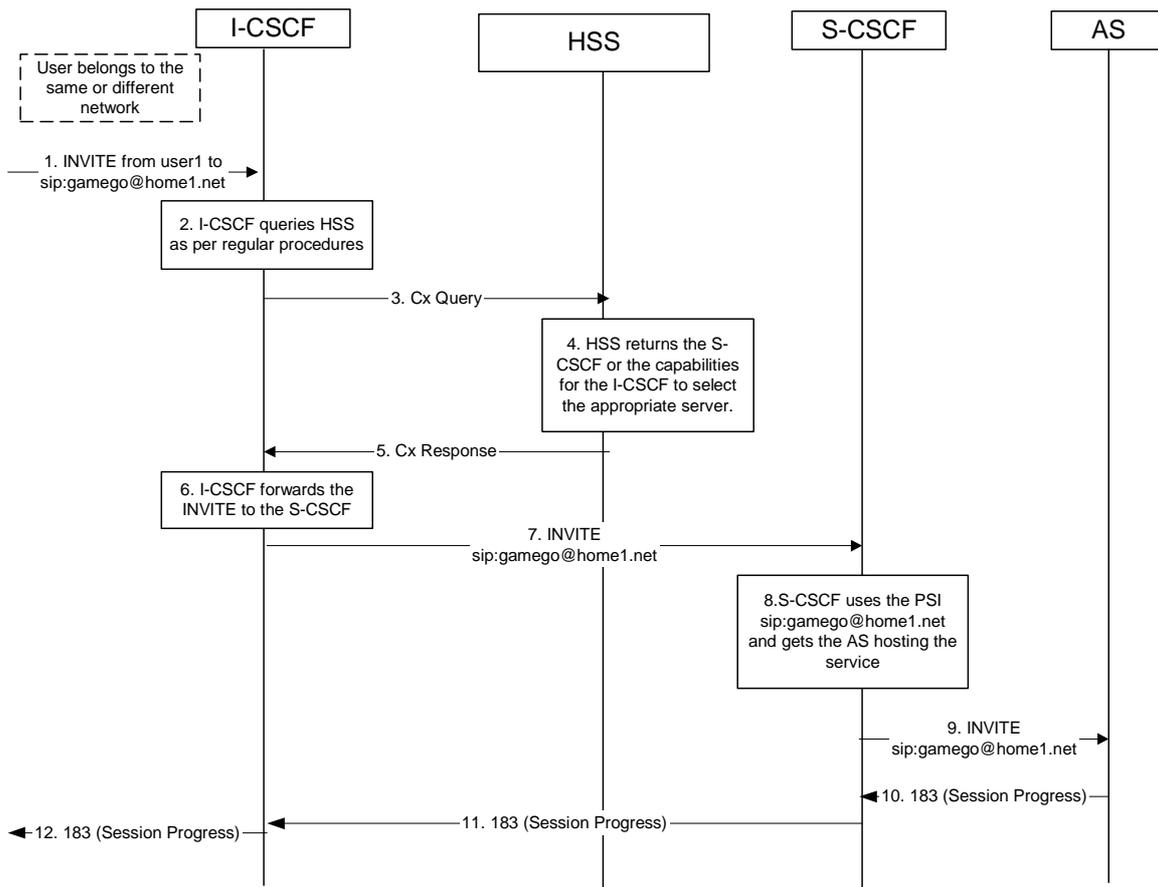 I-CSCF
HSS
S-CSCF
AS
User belongs to the
same or different
network
1. INVITE from user1 to
sip:gamego@home1.net
2. I-CSCF queries HSS
as per regular procedures
3. Cx Query
4. HSS returns the S-
CSCF or the capabilities
for the I-CSCF to select
the appropriate server.
5. Cx Response
6. I-CSCF forwards the
INVITE to the S-CSCF
7. INVITE
sip:gamego@home1.net
8.S-CSCF uses the PSI
sip:gamego@home1.net
and gets the AS hosting the
service
9. INVITE
sip:gamego@home1.net
10. 183 (Session Progress)
11. 183 (Session Progress)
12. 183 (Session Progress)